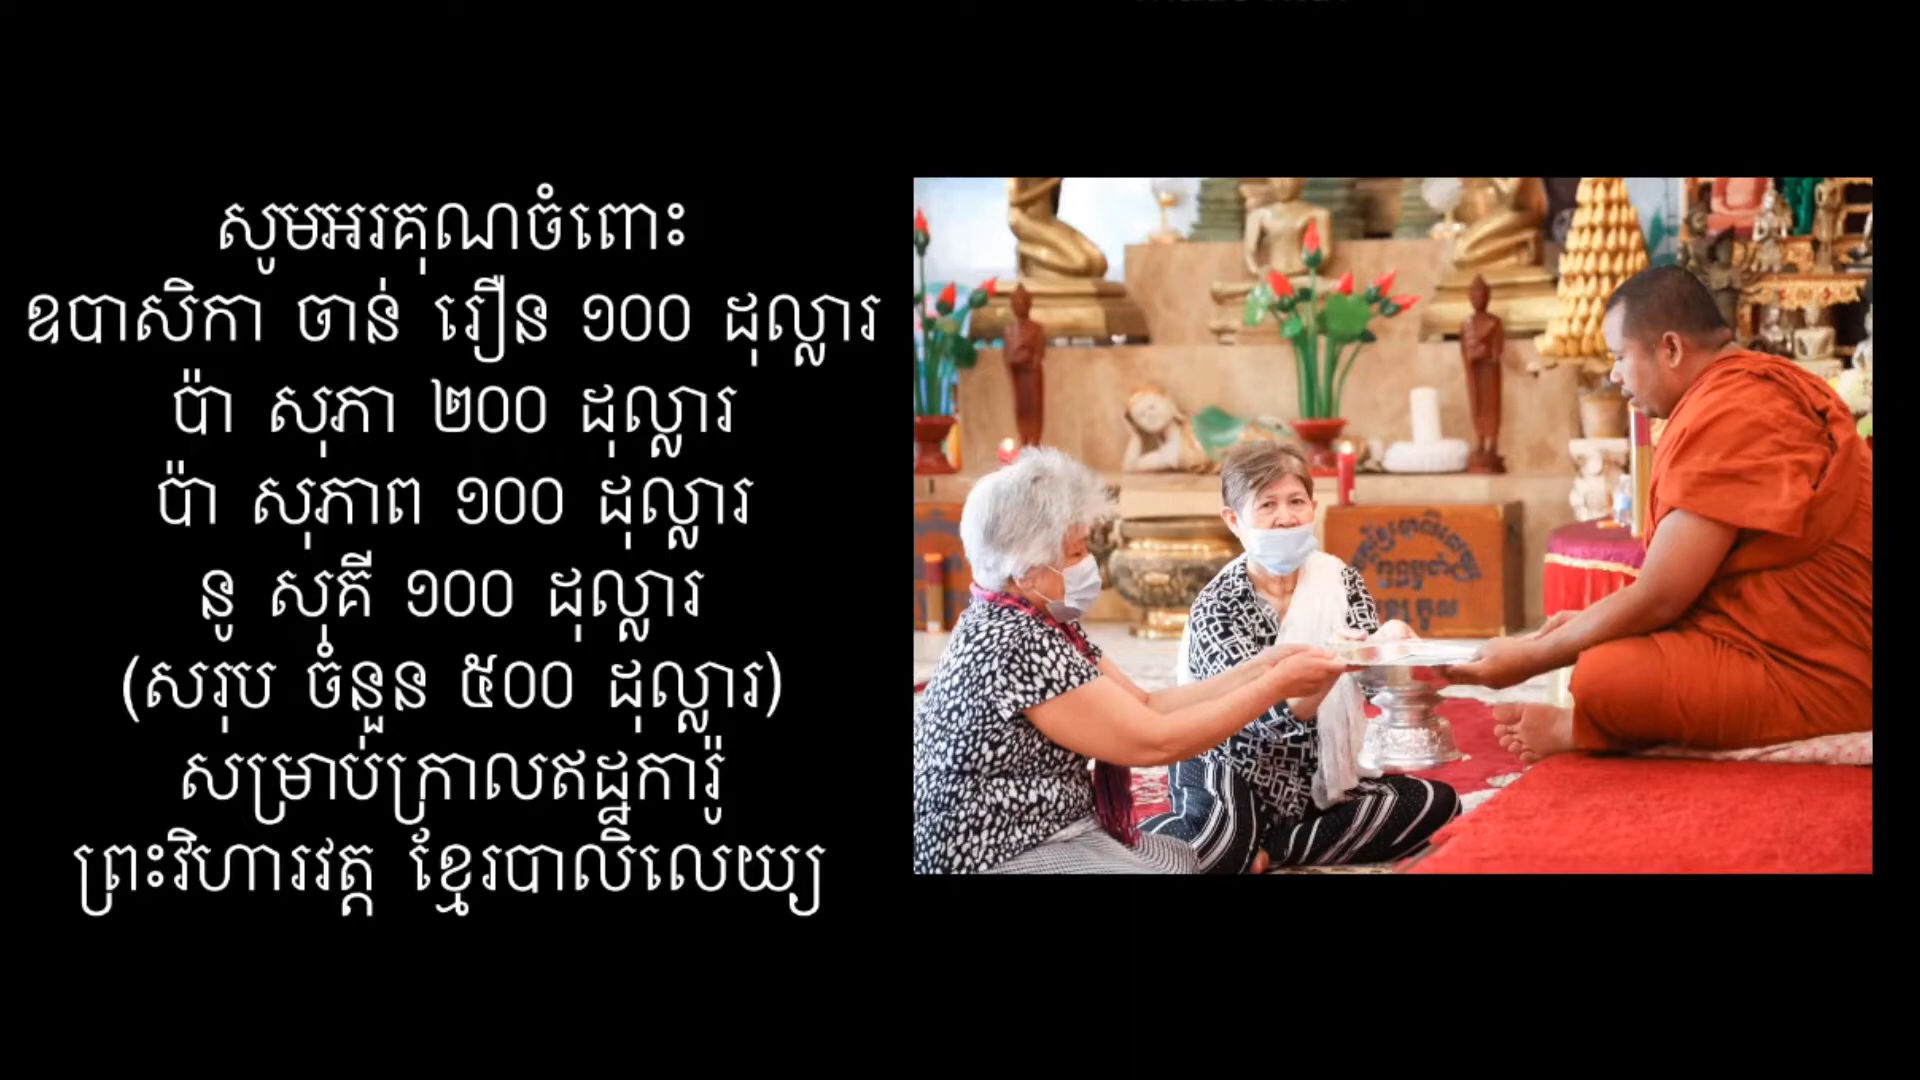 សូមអរគុណចំពោះ
ឧបាសិកា ចាន់ រឿន ១០០ ដុល្លារ
ប៉ា សុភា ២០០ ដុល្លារ
ប៉ា សុភាព ១០០ ដុល្លារ
នូ សុគី ១០០ ដុល្លារ
(សរុប ចំនួន ៥០០ ដុល្លារ)
សម្រាប់ក្រាលឥដ្ឋការ៉ូ
ព្រះវិហារវត្ត ខ្មែរបាលិលេយ្យ